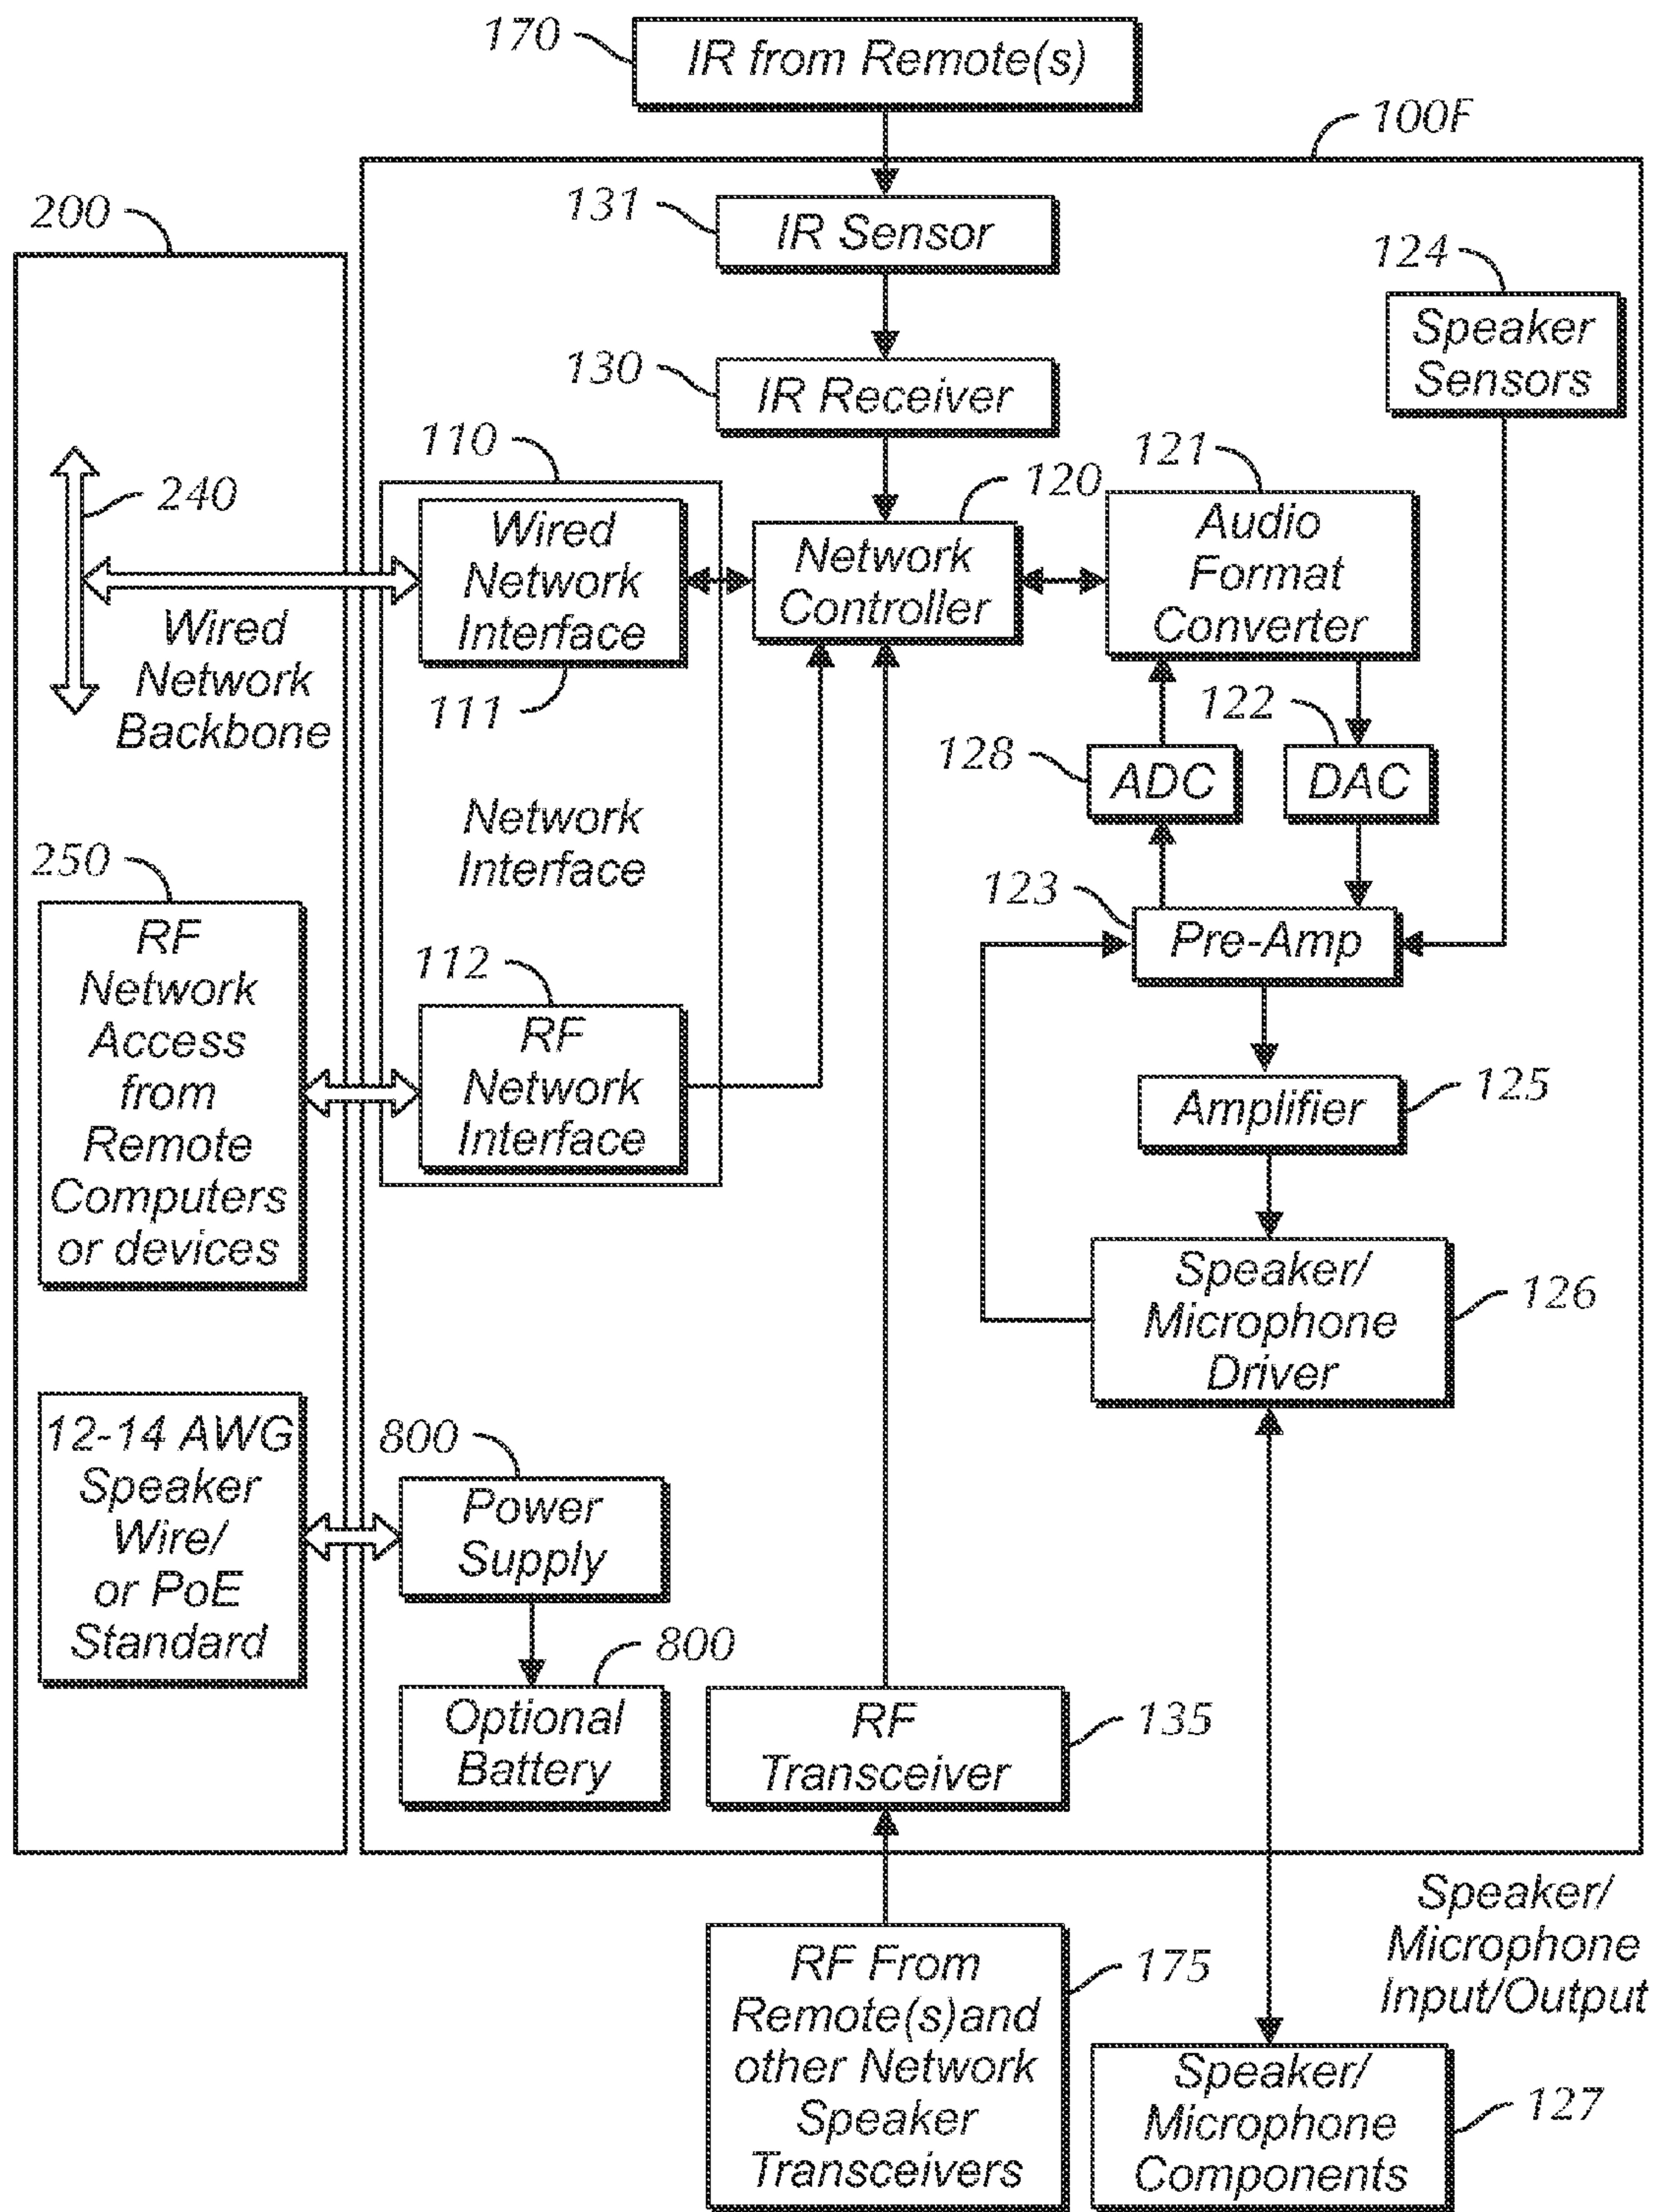 170
IR from Remote(s)
100F
200
131
IR Sensor
124
Speaker
Sensors
130
IR Receiver
110
240
121
120
Wired
Network
Interface
111
Network
Controller
Audio
Format
Converter
Wired
Network
Backbone
122
128
ADC
DAC
Network
Interface
250
RF
Network
Access
from
Remote
Computers
or devices
123
Pre-Amp
112
RF
Network
Interface
Amplifier
125
Speaker/
Microphone
Driver
126
12-14 AWG
Speaker
Wire/
or PoE
Standard
800
Power
Supply
800
Optional
Battery
RF
Transceiver
135
Speaker/
Microphone
Input/Output
RF From
Remote(s)and
other Network
Speaker
Transceivers
175
Speaker/
Microphone
Components
127